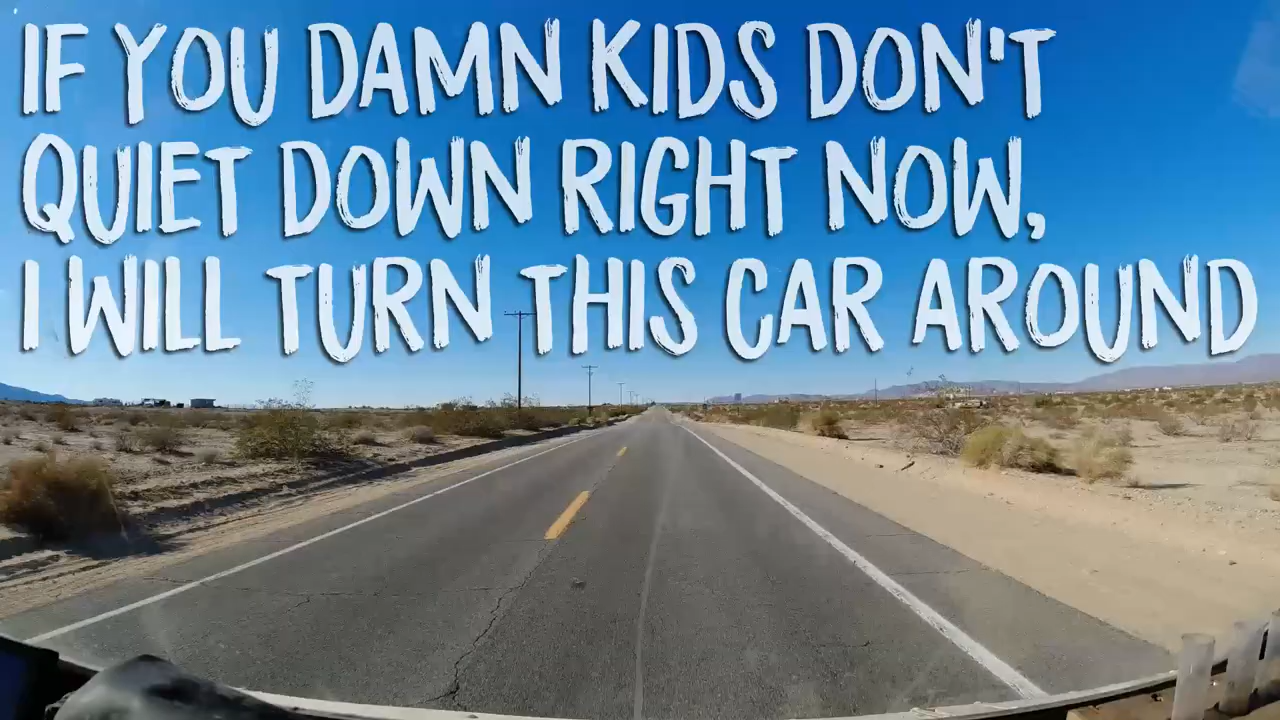 IF YOU DAMN KIDS DON'T
QUIET DOWN RIGHT NOW,
I WILL TURN THIS CAR AROUND